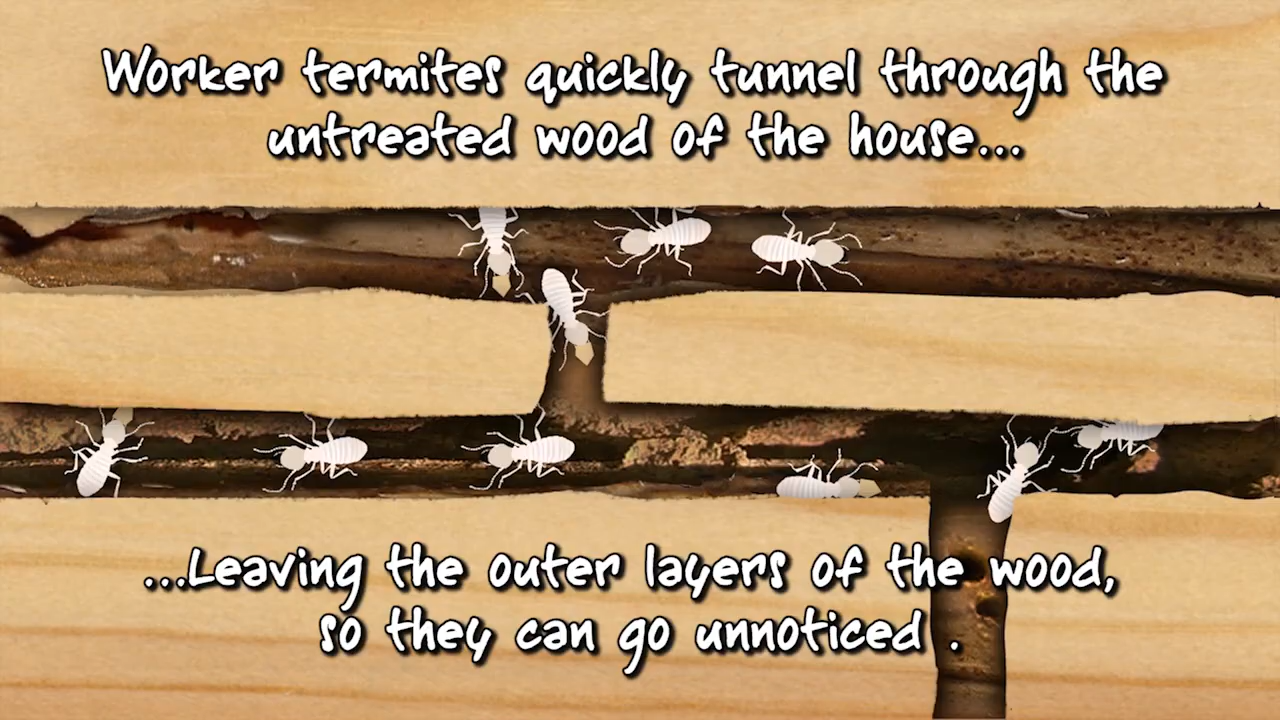 Worker termites quickly tunnel through the
untreated wood of the house...
...Leaving the outer layers of the wood,
so they can go unnoticed .